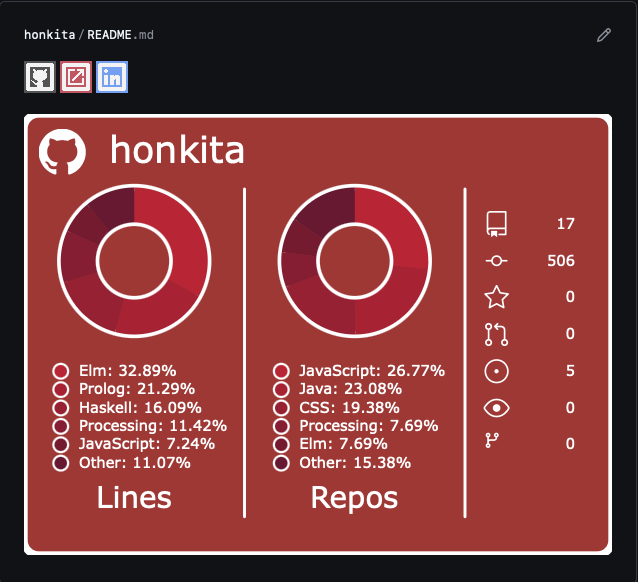 honkita/README.md
in
honkita
Elm: 32.89%
Prolog: 21.29%
Haskell: 16.09%
Processing: 11.42%
JavaScript: 7.24%
Other: 11.07%
Lines
JavaScript: 26.77%
Java: 23.08%
CSS: 19.38%
Processing: 7.69%
Elm: 7.69%
Other: 15.38%
Repos
17
506
0
0
5
0
0